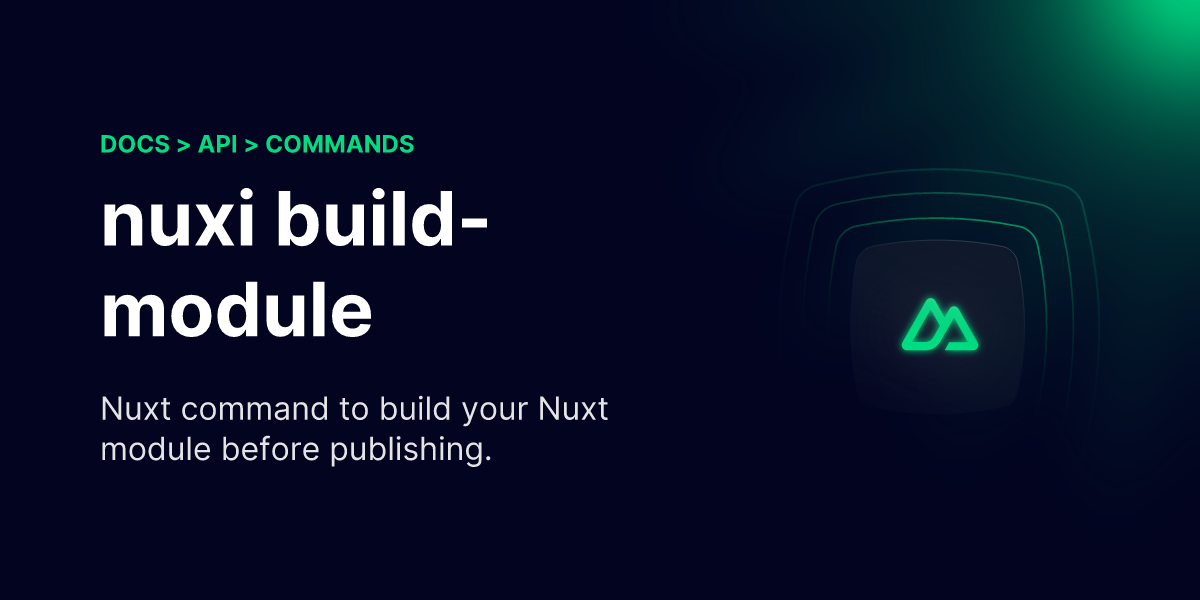 DOCS > API > COMMANDS
nuxi build-
module
Nuxt command to build your Nuxt
module before publishing.